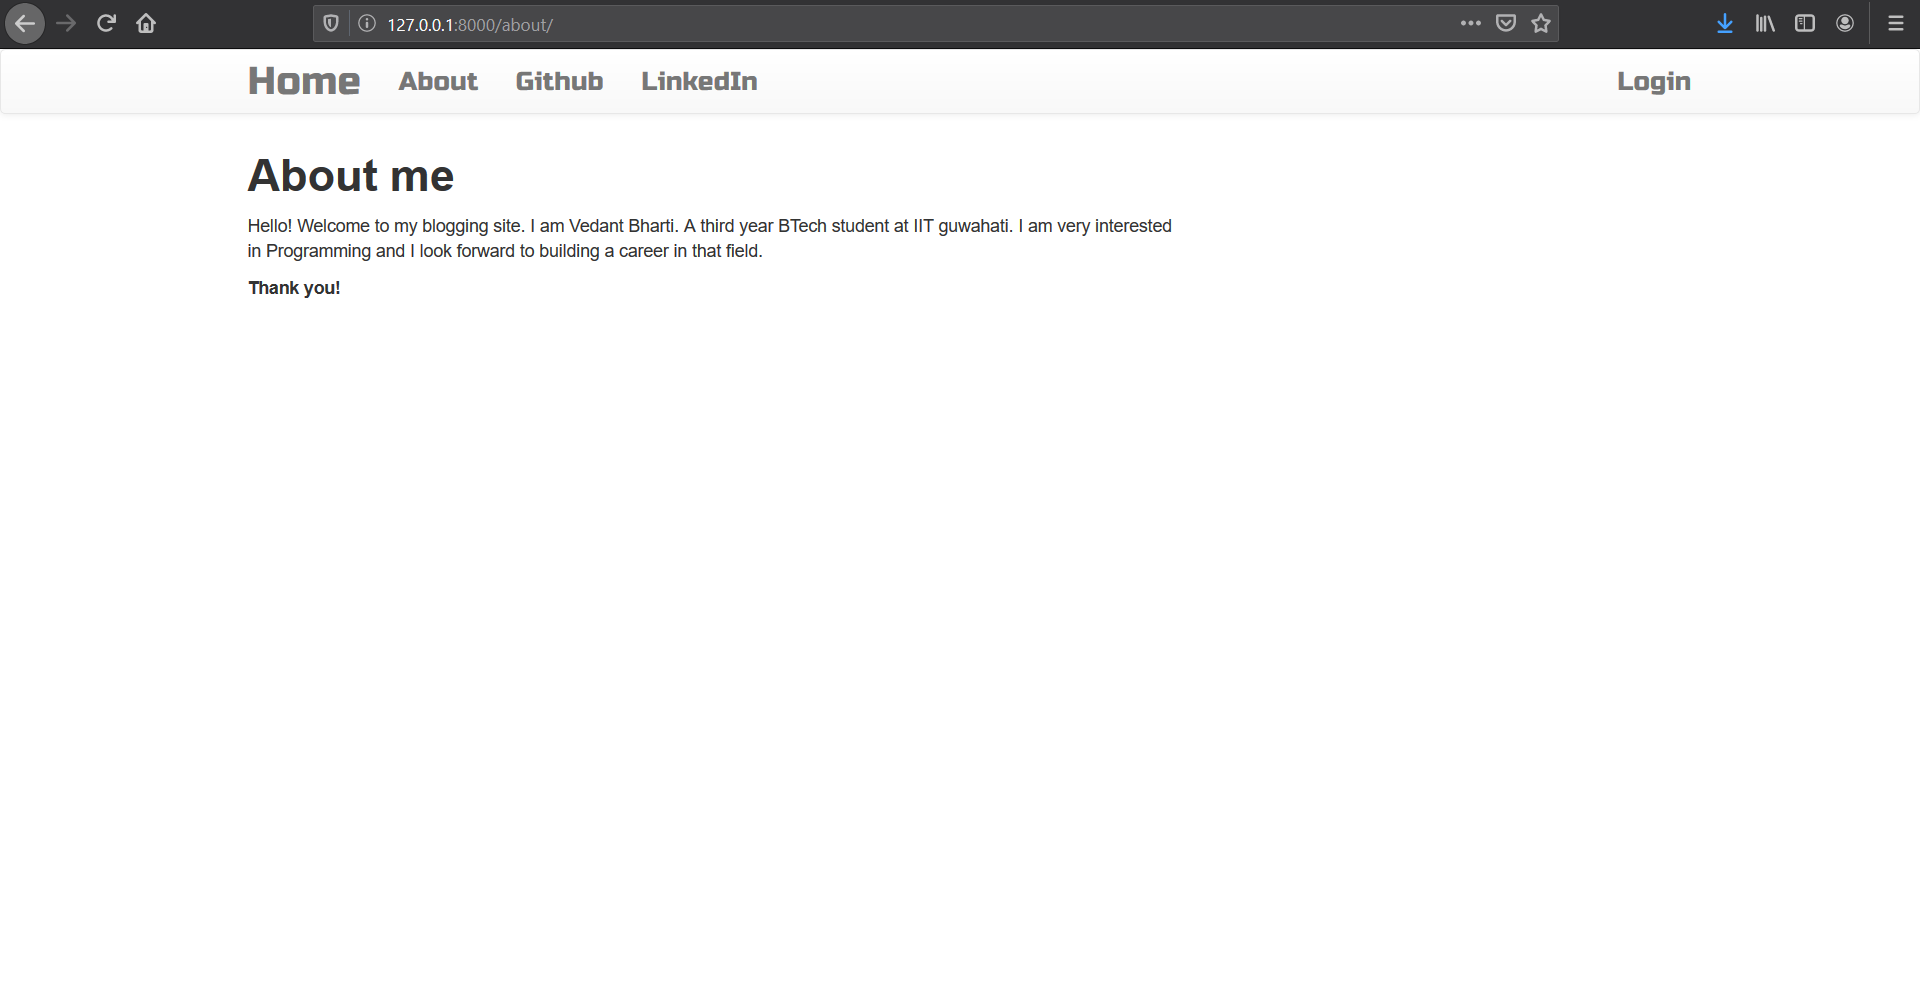 127.0.0.1:8000/about/
Home About Github LinkedIn Login
About me
Hello! Welcome to my blogging site. I am Vedant Bharti. A third year BTech student at IIT guwahati. I am very interested
in Programming and I look forward to building a career in that field.
Thank you!